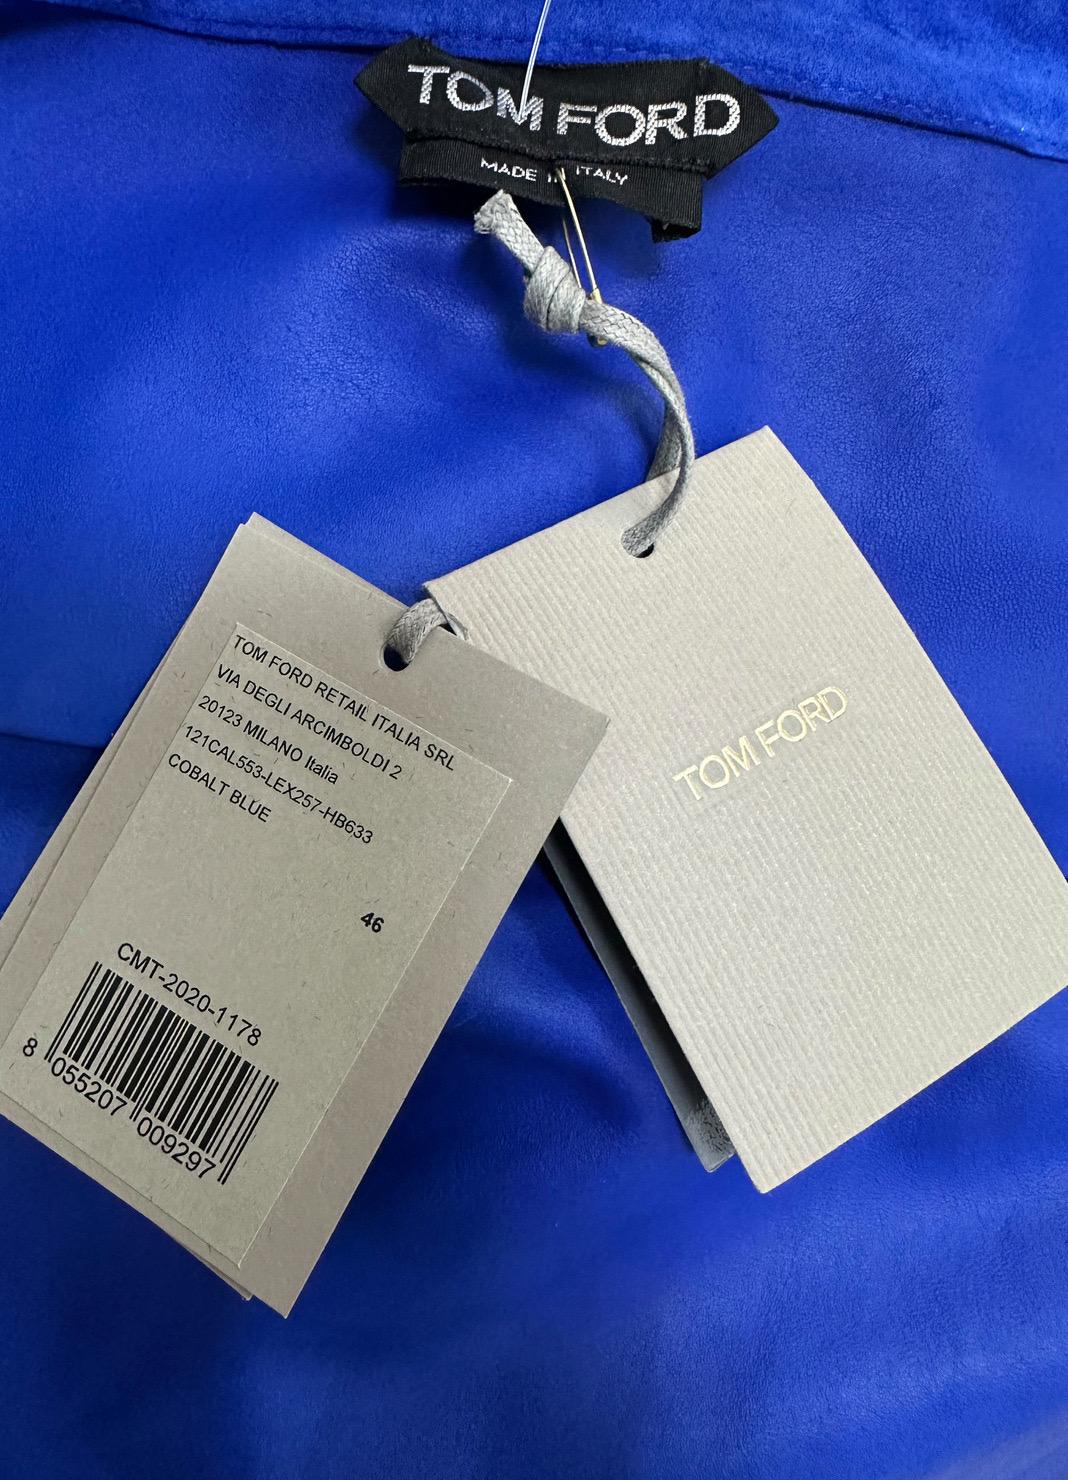 TOM FORD
MADE IN ITALY
TOM FORD RETAIL ITALIA SRL
VIA DEGLI ARCIMBOLDI 2
20123 MILANO Italia
121CAL553-LEX257-HB633
COBALT BLUE
46
CMT-2020-1178
8 055207 009297
TOM FORD